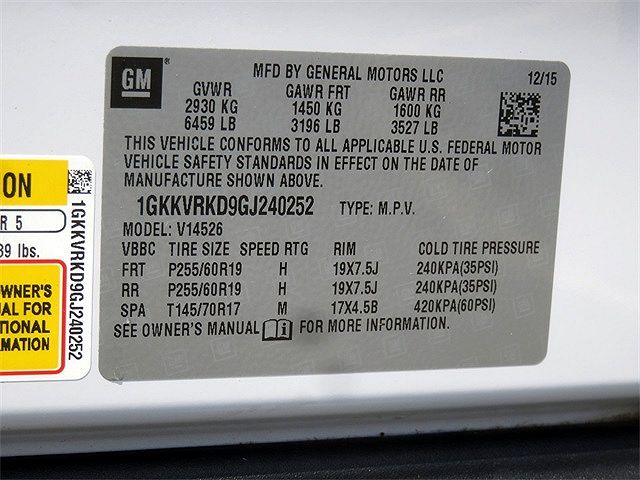 GM
MFD BY GENERAL MOTORS LLC 12/15
GVWR GAWR FRT GAWR RR
2930 KG 1450 KG 1600 KG
6459 LB 3196 LB 3527 LB
THIS VEHICLE CONFORMS TO ALL APPLICABLE U.S. FEDERAL MOTOR
VEHICLE SAFETY STANDARDS IN EFFECT ON THE DATE OF
MANUFACTURE SHOWN ABOVE.
1GKKVRKD9GJ240252 TYPE: M.P.V.
MODEL: V14526
VBBC TIRE SIZE SPEED RTG RIM COLD TIRE PRESSURE
FRT P255/60R19 H 19X7.5J 240KPA(35PSI)
RR P255/60R19 H 19X7.5J 240KPA(35PSI)
SPA T145/70R17 M 17X4.5B 420KPA(60PSI)
SEE OWNER'S MANUAL FOR MORE INFORMATION.
ON
R 5
39 lbs.
WNER'S
UAL FOR
TIONAL
MATION
1GKKVRKD9GJ240252